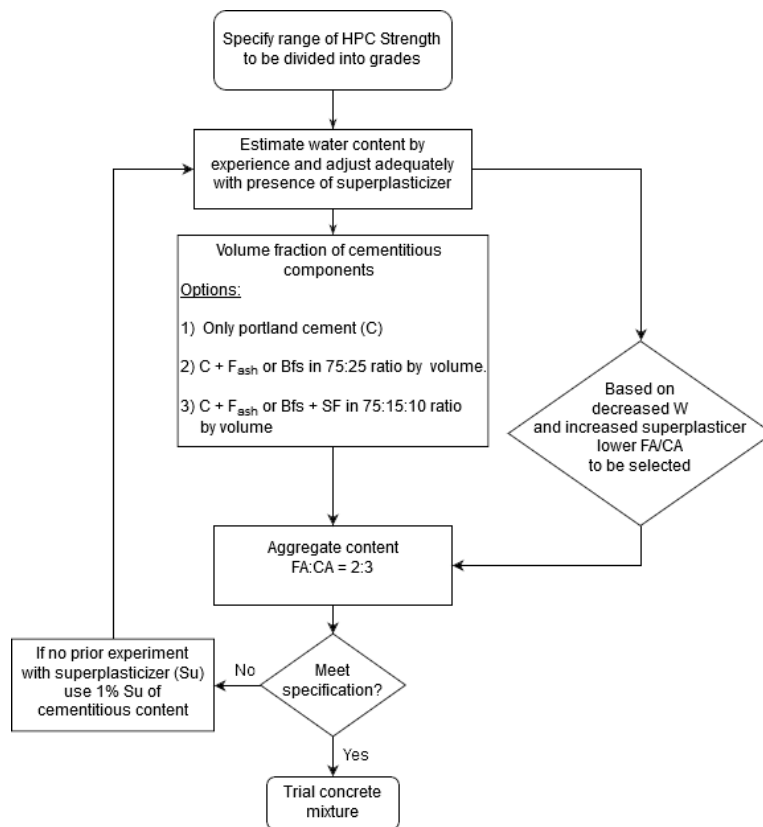 Specify range of HPC Strength
to be divided into grades
Estimate water content by
experience and adjust adequately
with presence of superplasticizer
Volume fraction of cementitious
components
Options:
1) Only portland cement (C)
2) C + Fash or Bfs in 75:25 ratio by volume.
3) C + Fash or Bfs + SF in 75:15:10 ratio
by volume
Based on
decreased W
and increased superplasticer
lower FA/CA
to be selected
Aggregate content
FA:CA = 2:3
If no prior experiment
with superplasticizer (Su)
use 1% Su of
cementitious content
No
Meet
specification?
Yes
Trial concrete
mixture